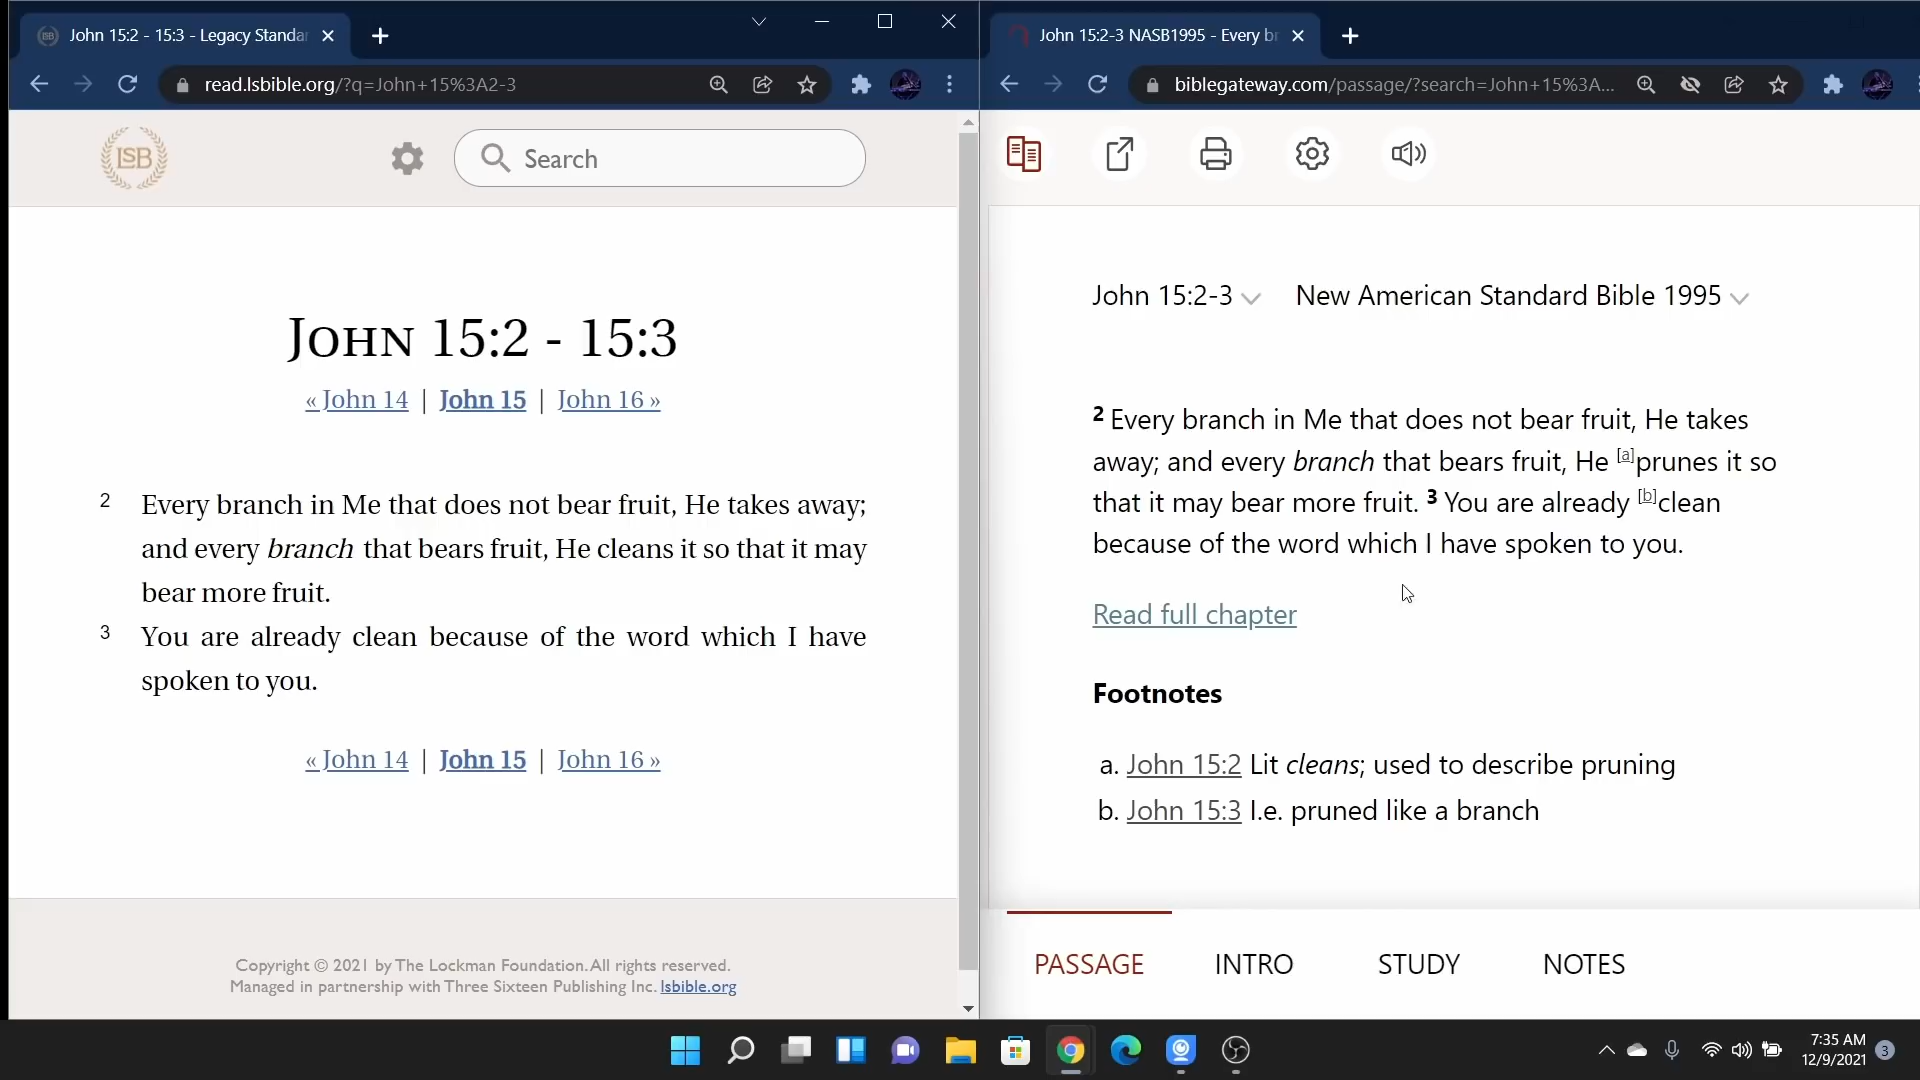 John 15:2 - 15:3 - Legacy Standa
read.lsbible.org/?q=John+15%3A2-3
LSB
Search
John 15:2 - 15:3
« John 14 | John 15 | John 16 »
2 Every branch in Me that does not bear fruit, He takes away;
and every branch that bears fruit, He cleans it so that it may
bear more fruit.
3 You are already clean because of the word which I have
spoken to you.
« John 14 | John 15 | John 16 »
Copyright © 2021 by The Lockman Foundation. All rights reserved.
Managed in partnership with Three Sixteen Publishing Inc. lsbible.org
John 15:2-3 NASB1995 - Every br
biblegateway.com/passage/?search=John+15%3A...
John 15:2-3 New American Standard Bible 1995
2 Every branch in Me that does not bear fruit, He takes
away; and every branch that bears fruit, He [a]prunes it so
that it may bear more fruit. 3 You are already [b]clean
because of the word which I have spoken to you.
Read full chapter
Footnotes
a. John 15:2 Lit cleans; used to describe pruning
b. John 15:3 I.e. pruned like a branch
PASSAGE INTRO STUDY NOTES
7:35 AM
12/9/2021
3